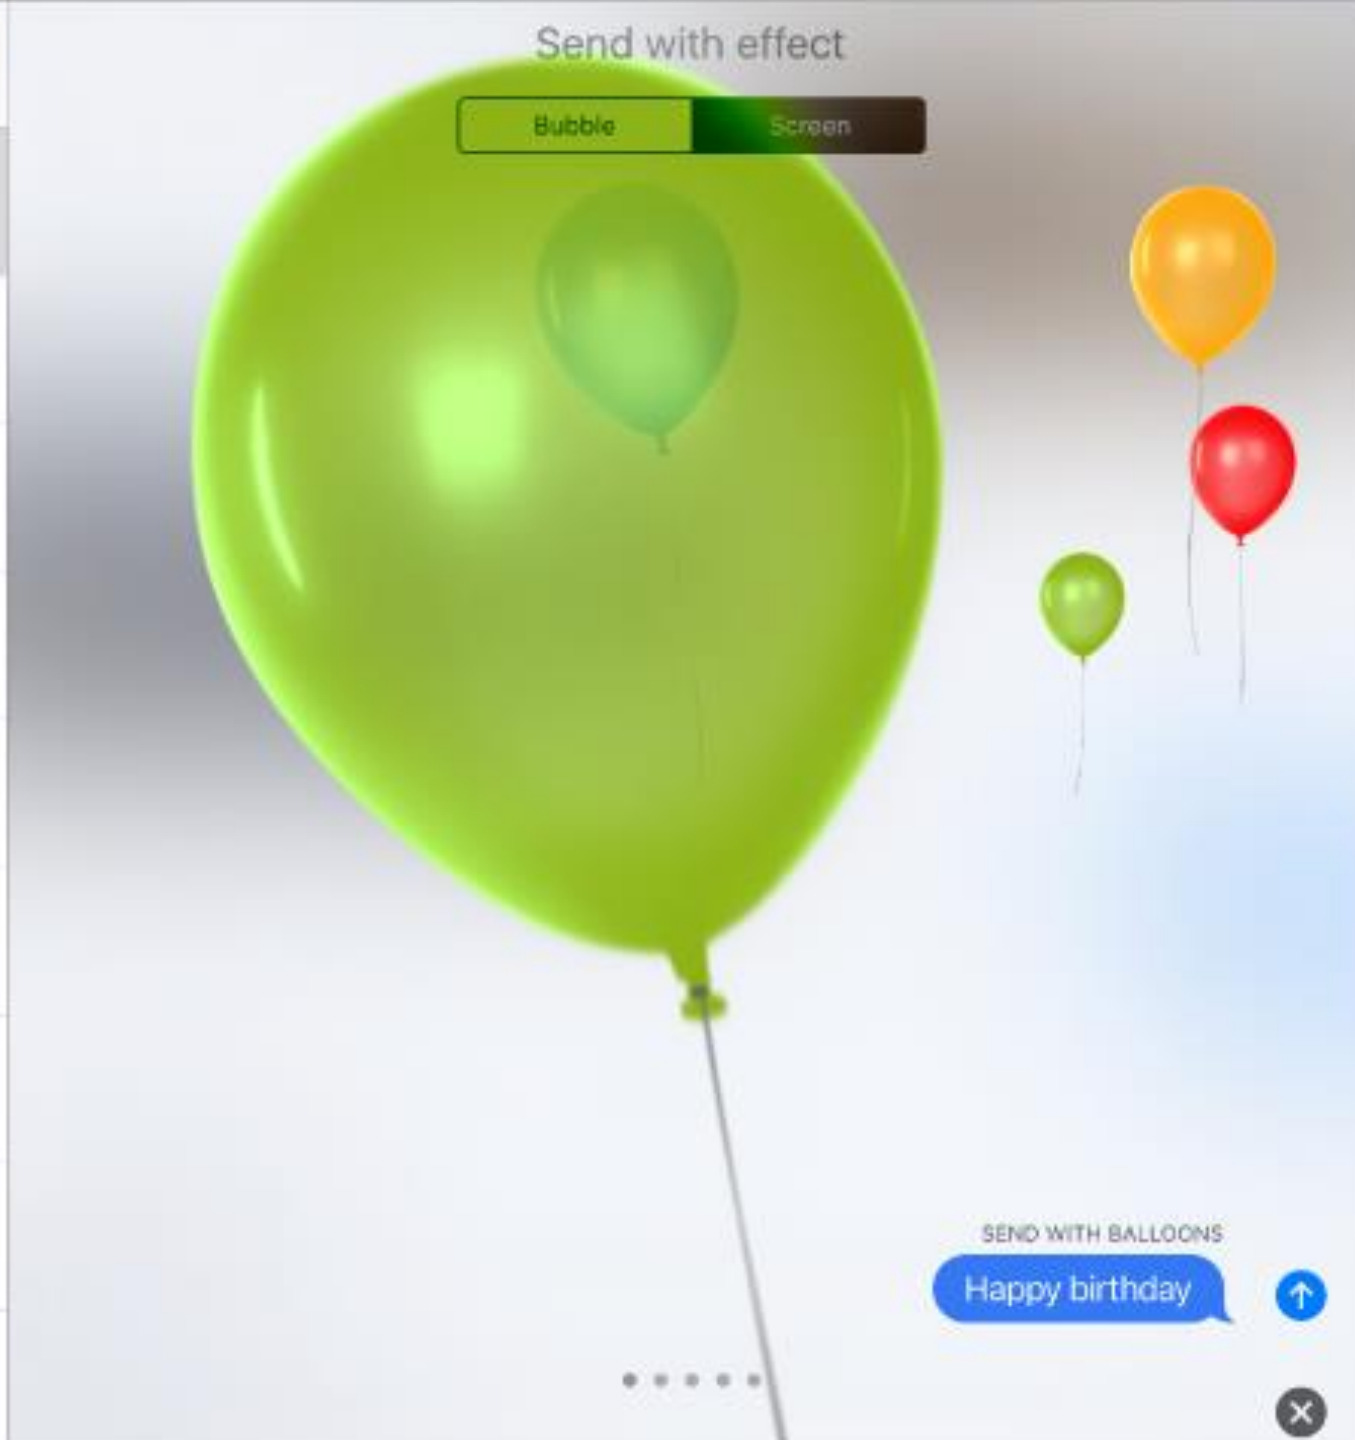 Send with effect
Bubble
Screen
SEND WITH BALLOONS
Happy birthday